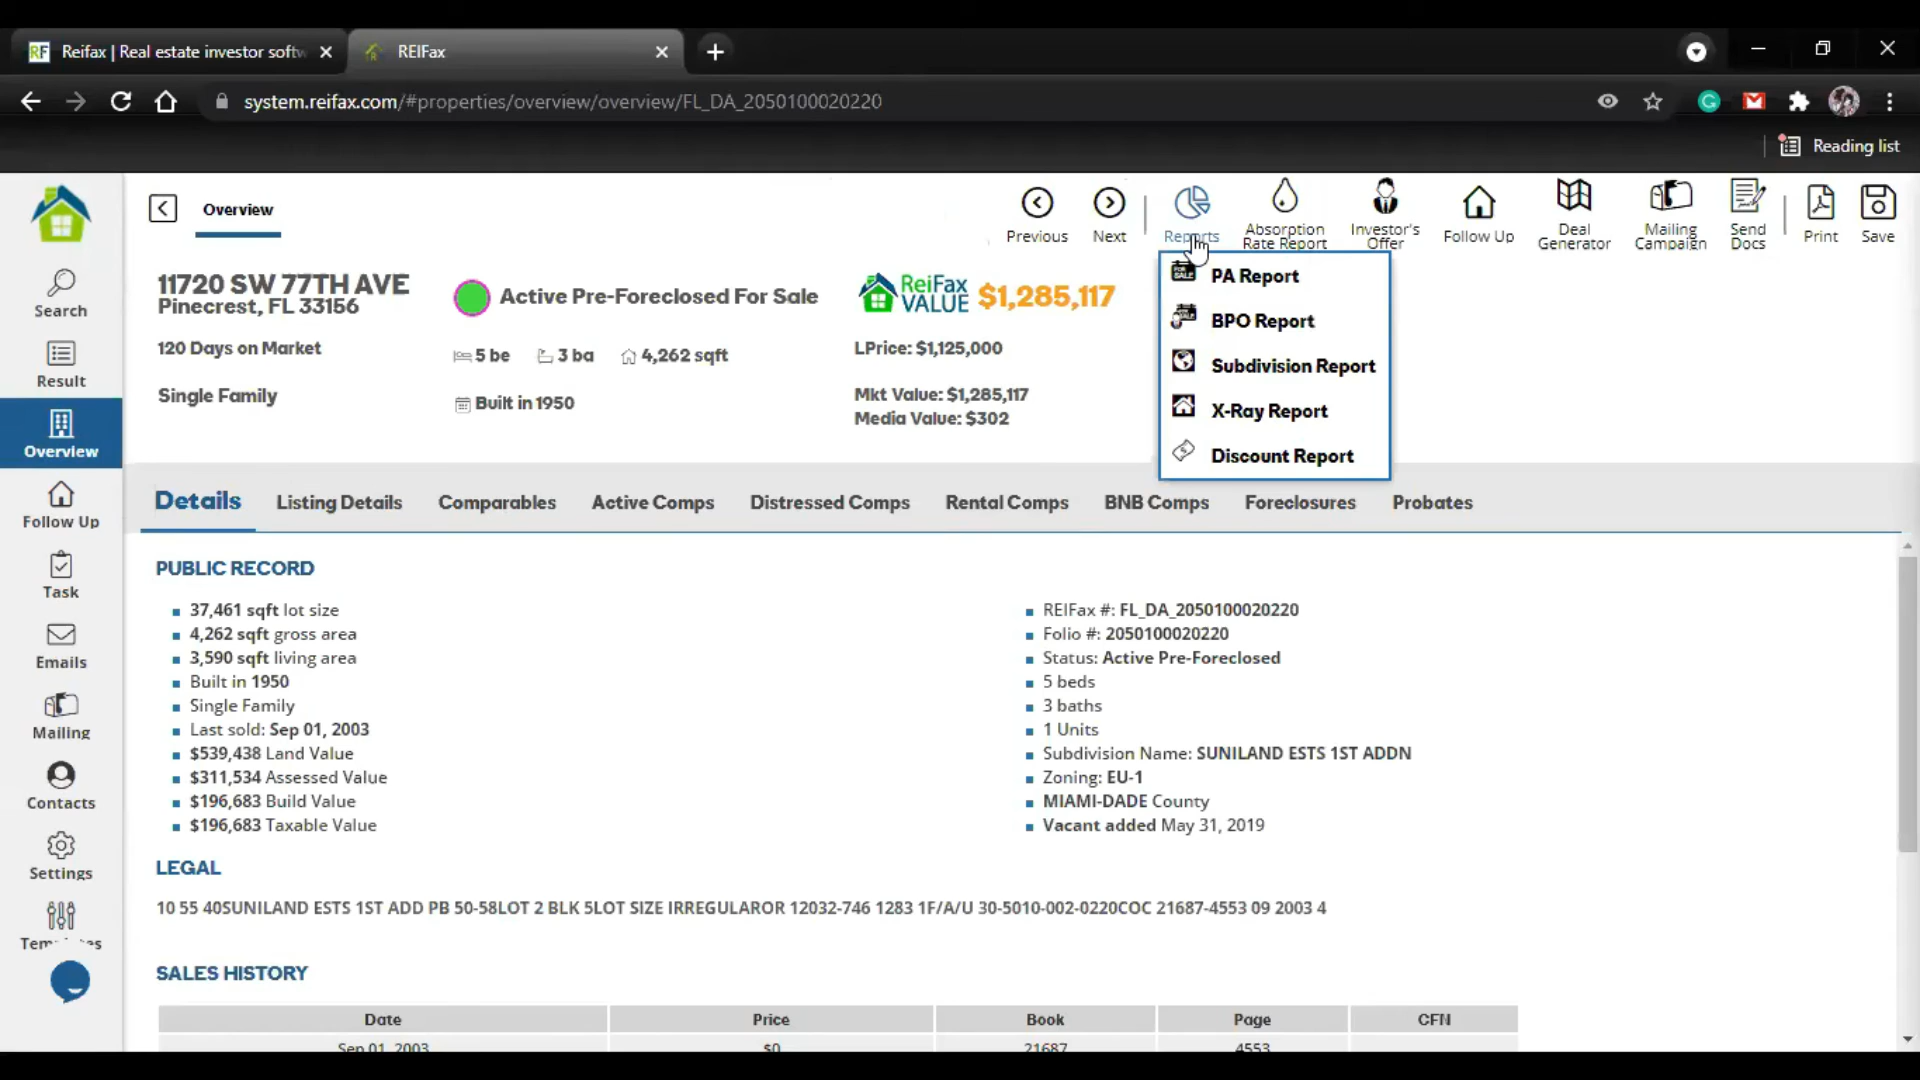 Reifax | Real estate investor softw
REIFax
system.reifax.com/#properties/overview/overview/FL_DA_2050100020220
Reading list
Overview
Previous
Next
Reports
Absorption
Rate Report
Investor's
Offer
Follow Up
Deal
Generator
Mailing
Campaign
Send
Docs
Print
Save
PA Report
BPO Report
Subdivision Report
X-Ray Report
Discount Report
Search
Result
Overview
Follow Up
Task
Emails
Mailing
Contacts
Settings
11720 SW 77TH AVE
Pinecrest, FL 33156
120 Days on Market
Single Family
Active Pre-Foreclosed For Sale
5 be 3 ba 4,262 sqft
Built in 1950
ReiFax
VALUE
$1,285,117
LPrice: $1,125,000
Mkt Value: $1,285,117
Media Value: $302
Details Listing Details Comparables Active Comps Distressed Comps Rental Comps BNB Comps Foreclosures Probates
PUBLIC RECORD
37,461 sqft lot size
4,262 sqft gross area
3,590 sqft living area
Built in 1950
Single Family
Last sold: Sep 01, 2003
$539,438 Land Value
$311,534 Assessed Value
$196,683 Build Value
$196,683 Taxable Value
REIFax #: FL_DA_2050100020220
Folio #: 2050100020220
Status: Active Pre-Foreclosed
5 beds
3 baths
1 Units
Subdivision Name: SUNILAND ESTS 1ST ADDN
Zoning: EU-1
MIAMI-DADE County
Vacant added May 31, 2019
LEGAL
10 55 40SUNILAND ESTS 1ST ADD PB 50-58LOT 2 BLK 5LOT SIZE IRREGULAROR 12032-746 1283 1F/A/U 30-5010-002-0220COC 21687-4553 09 2003 4
SALES HISTORY
Date Price Book Page CFN
Sep 01, 2003 $0 21687 4553